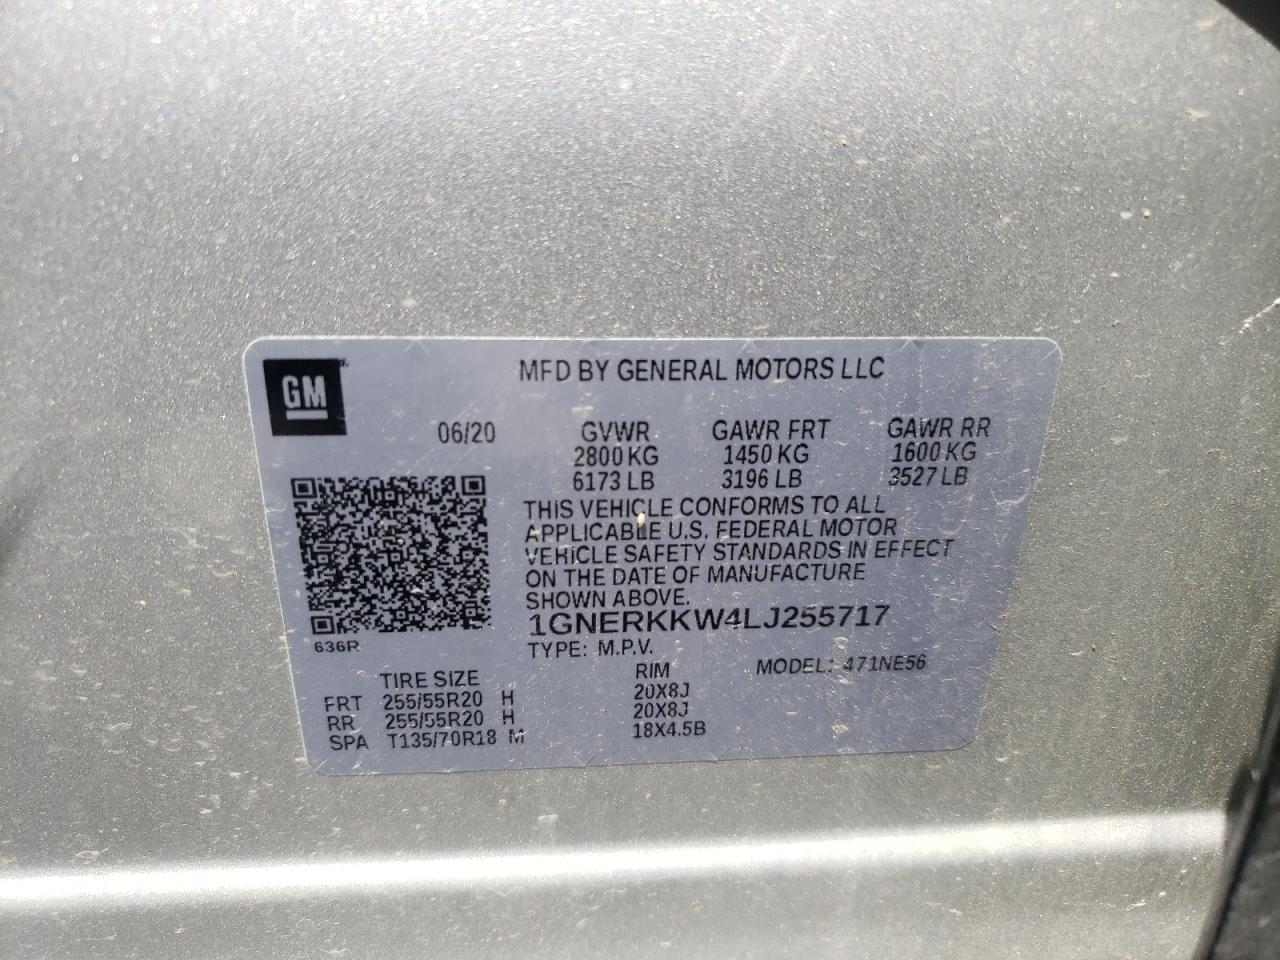 GM
MFD BY GENERAL MOTORS LLC
06/20 GVWR GAWR FRT GAWR RR
2800 KG 1450 KG 1600 KG
6173 LB 3196 LB 3527 LB
THIS VEHICLE CONFORMS TO ALL
APPLICABLE U.S. FEDERAL MOTOR
VEHICLE SAFETY STANDARDS IN EFFECT
ON THE DATE OF MANUFACTURE
SHOWN ABOVE.
1GNERKKW4LJ255717
636R
TYPE: M.P.V. MODEL: 471NE56
TIRE SIZE RIM
FRT 255/55R20 H 20X8J
RR 255/55R20 H 20X8J
SPA T135/70R18 M 18X4.5B